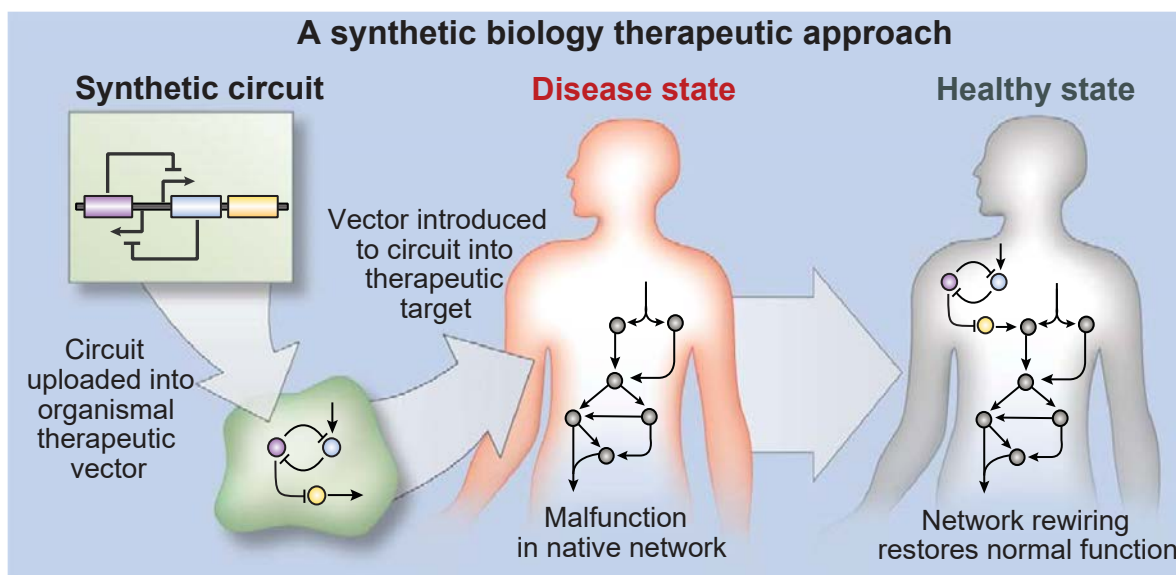 A synthetic biology therapeutic approach
Synthetic circuit
Disease state
Healthy state
Vector introduced
to circuit into
therapeutic
target
Circuit
uploaded into
organismal
therapeutic
vector
Malfunction
in native network
Network rewiring
restores normal function